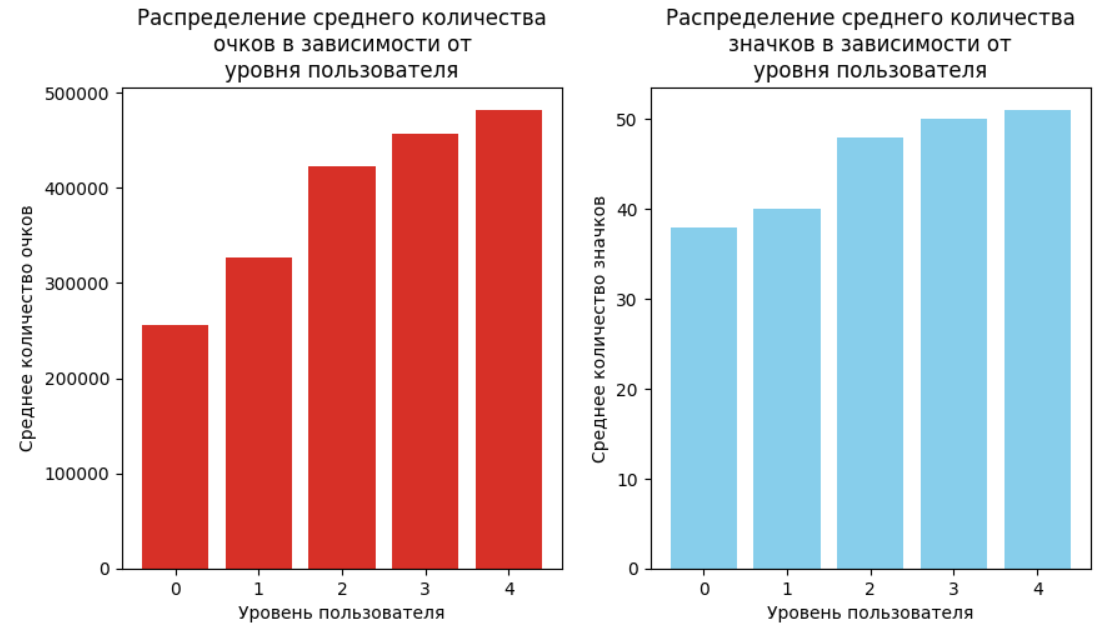 Распределение среднего количества
очков в зависимости от
уровня пользователя
Среднее количество очков
500000
400000
300000
200000
100000
0
0 1 2 3 4
Уровень пользователя
Распределение среднего количества
значков в зависимости от
уровня пользователя
Среднее количество значков
50
40
30
20
10
0
0 1 2 3 4
Уровень пользователя